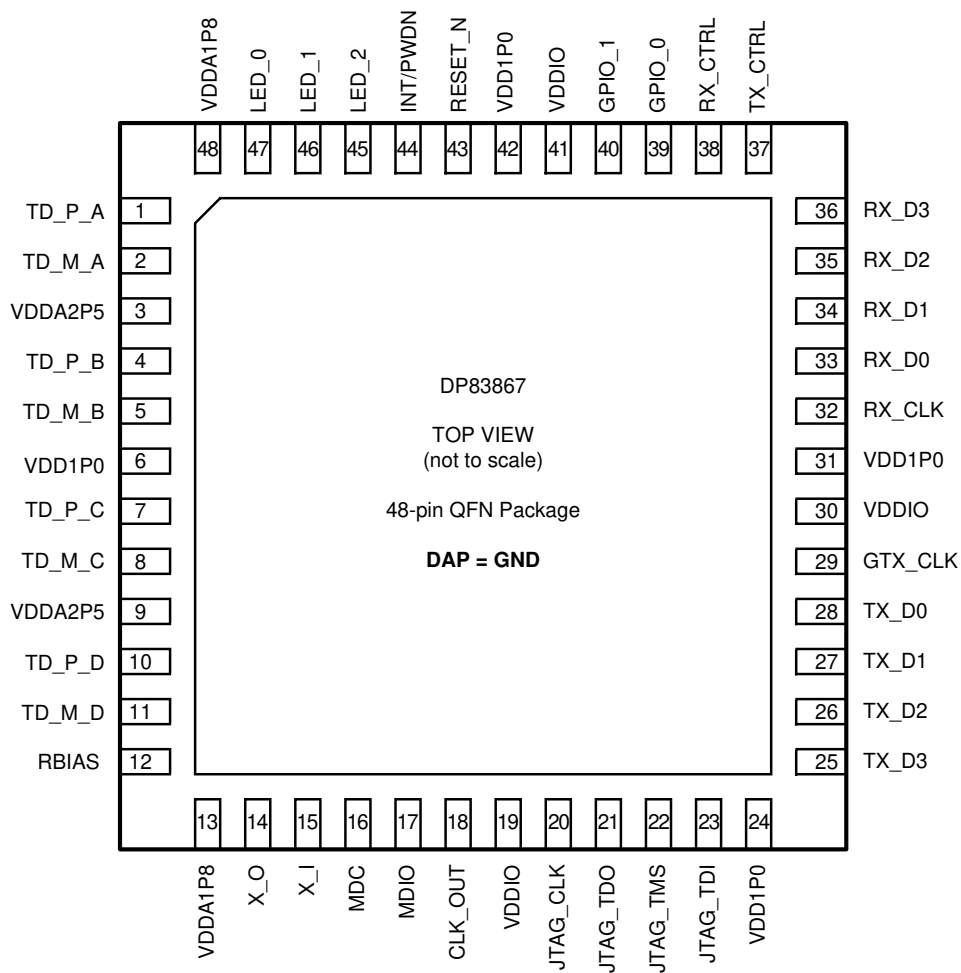 VDDA1P8
LED_0
LED_1
LED_2
INT/PWDN
RESET_N
VDD1P0
VDDIO
GPIO_1
GPIO_0
RX_CTRL
TX_CTRL
48 47 46 45 44 43 42 41 40 39 38 37
TD_P_A 1
TD_M_A 2
VDDA2P5 3
TD_P_B 4
TD_M_B 5
VDD1P0 6
TD_P_C 7
TD_M_C 8
VDDA2P5 9
TD_P_D 10
TD_M_D 11
RBIAS 12
DP83867
TOP VIEW
(not to scale)
48-pin QFN Package
DAP = GND
36 RX_D3
35 RX_D2
34 RX_D1
33 RX_D0
32 RX_CLK
31 VDD1P0
30 VDDIO
29 GTX_CLK
28 TX_D0
27 TX_D1
26 TX_D2
25 TX_D3
13 14 15 16 17 18 19 20 21 22 23 24
VDDA1P8
X_O
X_I
MDC
MDIO
CLK_OUT
VDDIO
JTAG_CLK
JTAG_TDO
JTAG_TMS
JTAG_TDI
VDD1P0